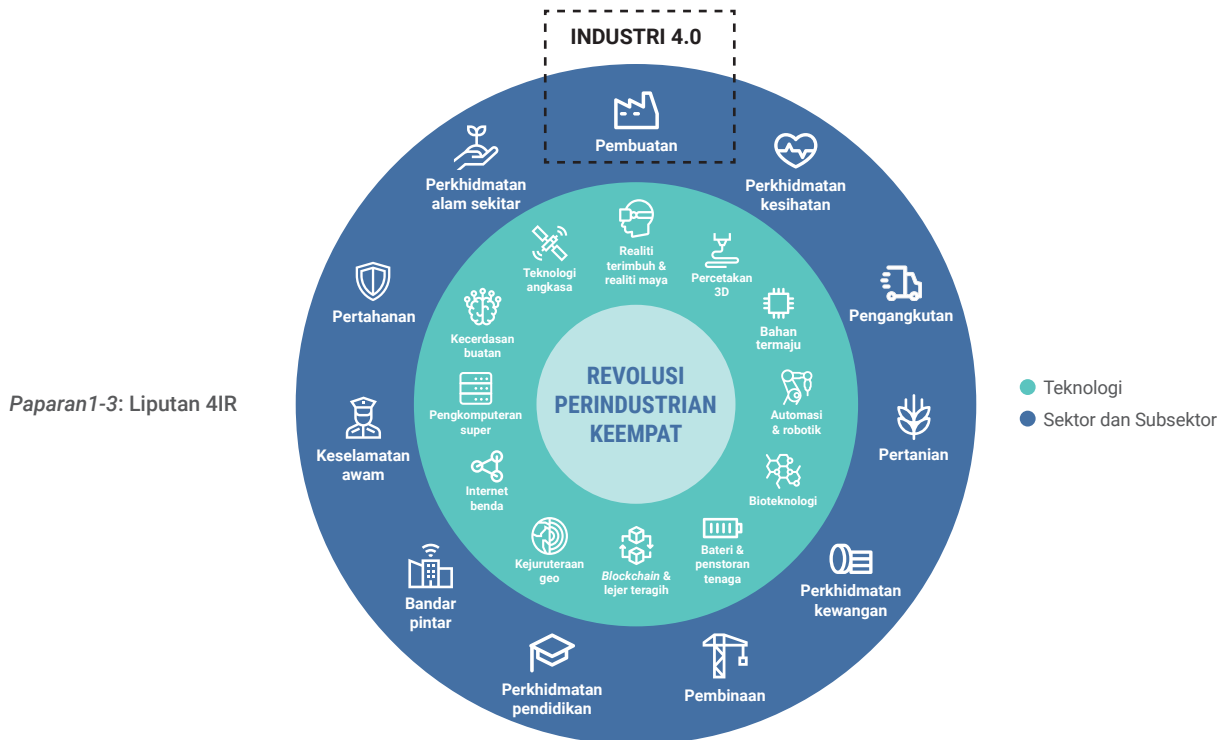 INDUSTRI 4.0
Pembuatan
Perkhidmatan
kesihatan
Pengangkutan
Pertanian
Perkhidmatan
kewangan
Pembinaan
Perkhidmatan
pendidikan
Bandar
pintar
Keselamatan
awam
Pertahanan
Perkhidmatan
alam sekitar
Realiti
terimbuh &
realiti maya
Percetakan
3D
Bahan
termaju
Automasi
& robotik
Bioteknologi
Bateri &
penstoran
tenaga
Blockchain &
lejer teragih
Kejuruteraan
geo
Internet
benda
Pengkomputeran
super
Kecerdasan
buatan
Teknologi
angkasa
REVOLUSI
PERINDUSTRIAN
KEEMPAT
Paparan1-3: Liputan 4IR
Teknologi
Sektor dan Subsektor